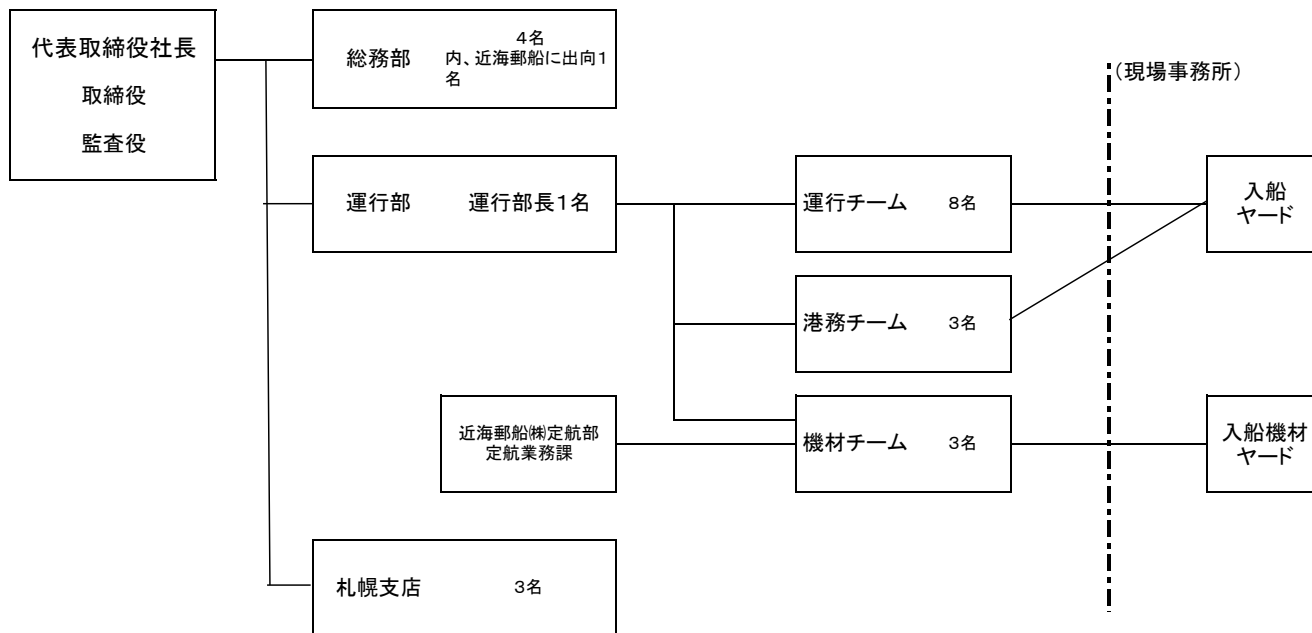 代表取締役社長
取締役
監査役
総務部
4名
内、近海郵船に出向1
名
(現場事務所)
運行部 運行部長1名
運行チーム 8名
入船
ヤード
港務チーム 3名
近海郵船㈱定航部
定航業務課
機材チーム 3名
入船機材
ヤード
札幌支店 3名